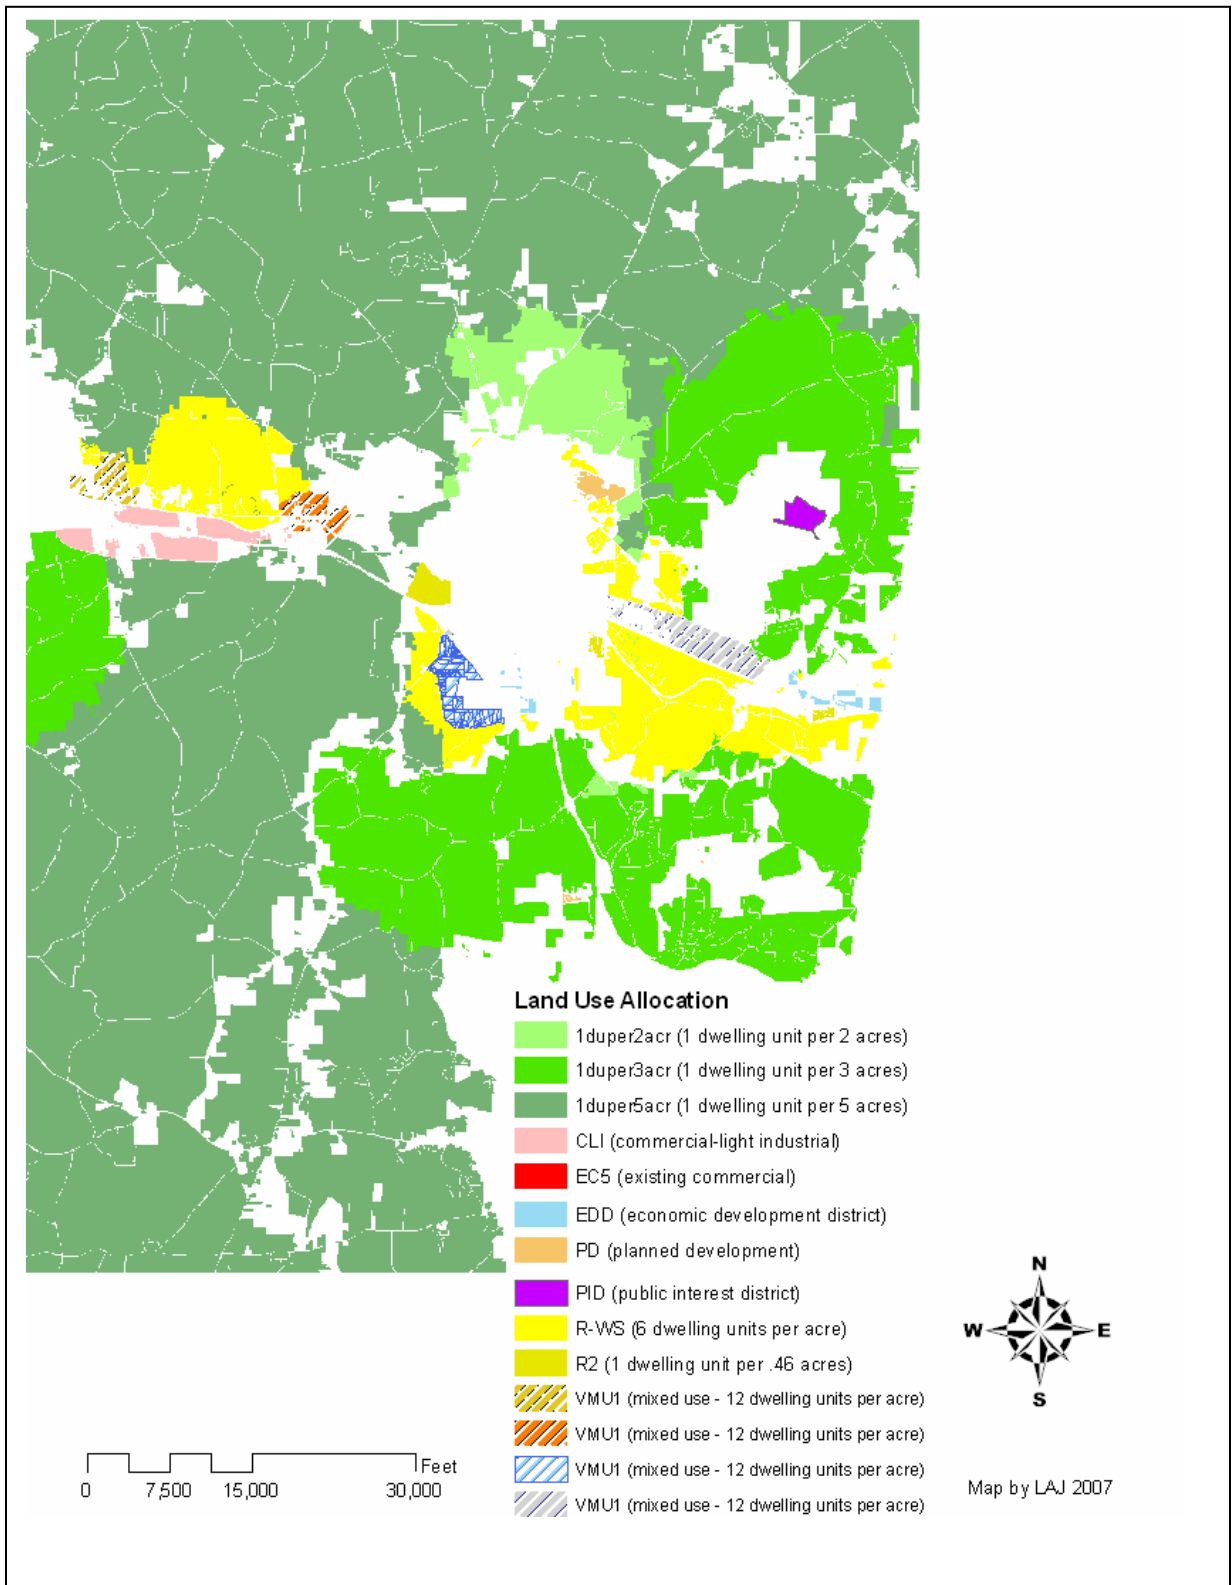 Land Use Allocation
1duper2acr (1 dwelling unit per 2 acres)
1duper3acr (1 dwelling unit per 3 acres)
1duper5acr (1 dwelling unit per 5 acres)
CLI (commercial-light industrial)
EC5 (existing commercial)
EDD (economic development district)
PD (planned development)
PID (public interest district)
R-WS (6 dwelling units per acre)
R2 (1 dwelling unit per .46 acres)
VMU1 (mixed use - 12 dwelling units per acre)
VMU1 (mixed use - 12 dwelling units per acre)
VMU1 (mixed use - 12 dwelling units per acre)
VMU1 (mixed use - 12 dwelling units per acre)
N
W E
S
Feet
0 7,500 15,000 30,000
Map by LAJ 2007